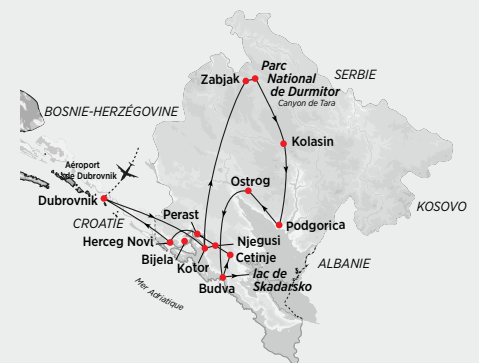 Parc
National
de Durmitor
Canyon de Tara
Zabjak
SERBIE
BOSNIE-HERZÉGOVINE
Kolasin
Aéroport
de Dubrovnik
Ostrog
Dubrovnik
KOSOVO
CROATIE
Perast
Podgorica
Herceg Novi
Njegusi
Bijela
Cetinje
Kotor
ALBANIE
lac de
Skadarsko
Budva
Mer Adriatique